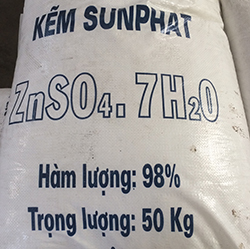 KẼM SUNPHAT
ZnSO₄. 7H₂O
Hàm lượng: 98%
Trọng lượng: 50 Kg